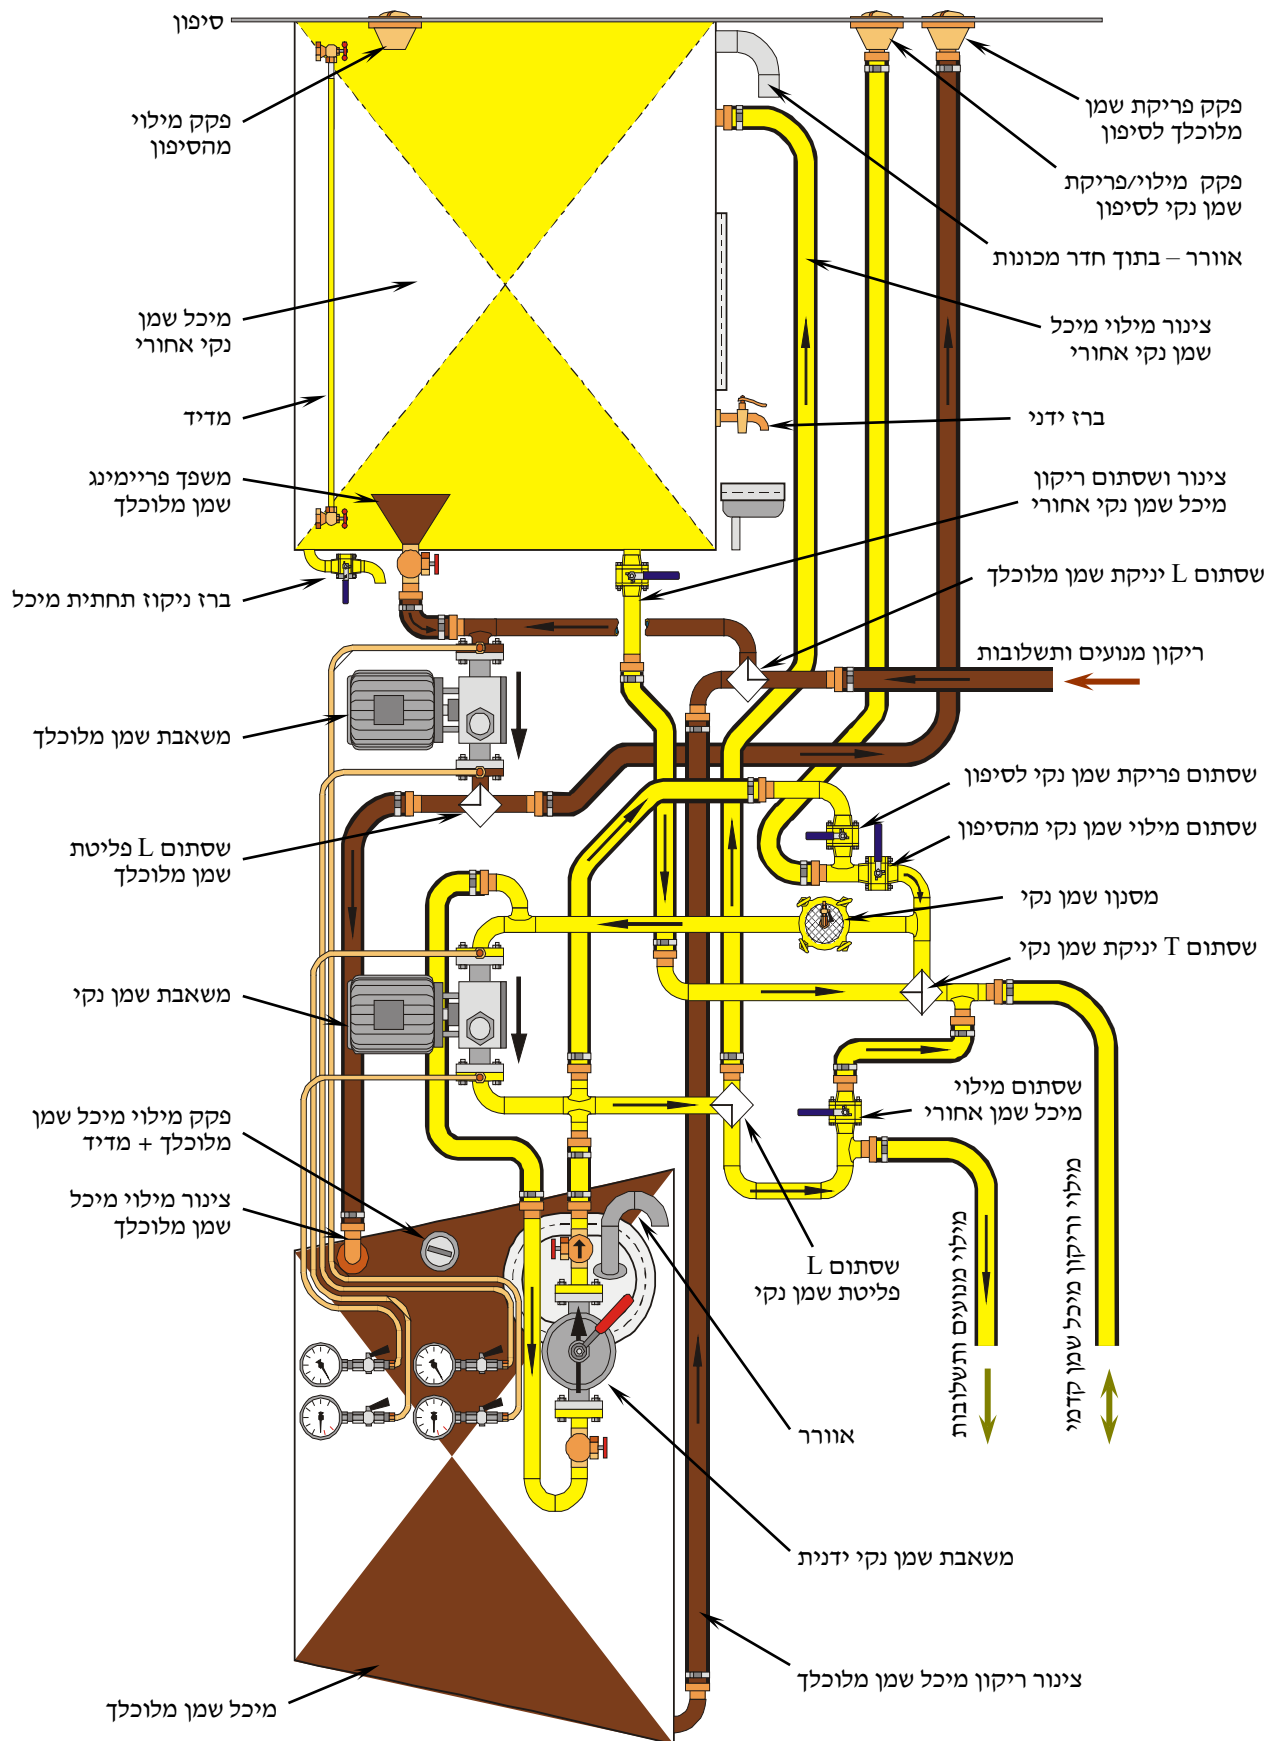 סיפון
פקק מילוי
מהסיפון
מיכל שמן
נקי אחורי
מדיד
משפך פריימינג
שמן מלוכלך
ברז ניקוז תחתית מיכל
משאבת שמן מלוכלך
שסתום L פליטת
שמן מלוכלך
משאבת שמן נקי
פקק מילוי מיכל שמן
מלוכלך + מדיד
צינור מילוי מיכל
שמן מלוכלך
מיכל שמן מלוכלך
פקק פריקת שמן
מלוכלך לסיפון
פקק מילוי/פריקת
שמן נקי לסיפון
אוורר – בתוך חדר מכונות
צינור מילוי מיכל
שמן נקי אחורי
ברז ידני
צינור ושסתום ריקון
מיכל שמן נקי אחורי
שסתום L יניקת שמן מלוכלך
ריקון מנועים ותשלובות
שסתום פריקת שמן נקי לסיפון
שסתום מילוי שמן נקי מהסיפון
מסנןו שמן נקי
שסתום T יניקת שמן נקי
שסתום מילוי
מיכל שמן אחורי
שסתום L
פליטת שמן נקי
מילוי מנועים ותשלובות
מלוי וריקון מיכל שמן קדמי
אוורר
משאבת שמן נקי ידנית
צינור ריקון מיכל שמן מלוכלך